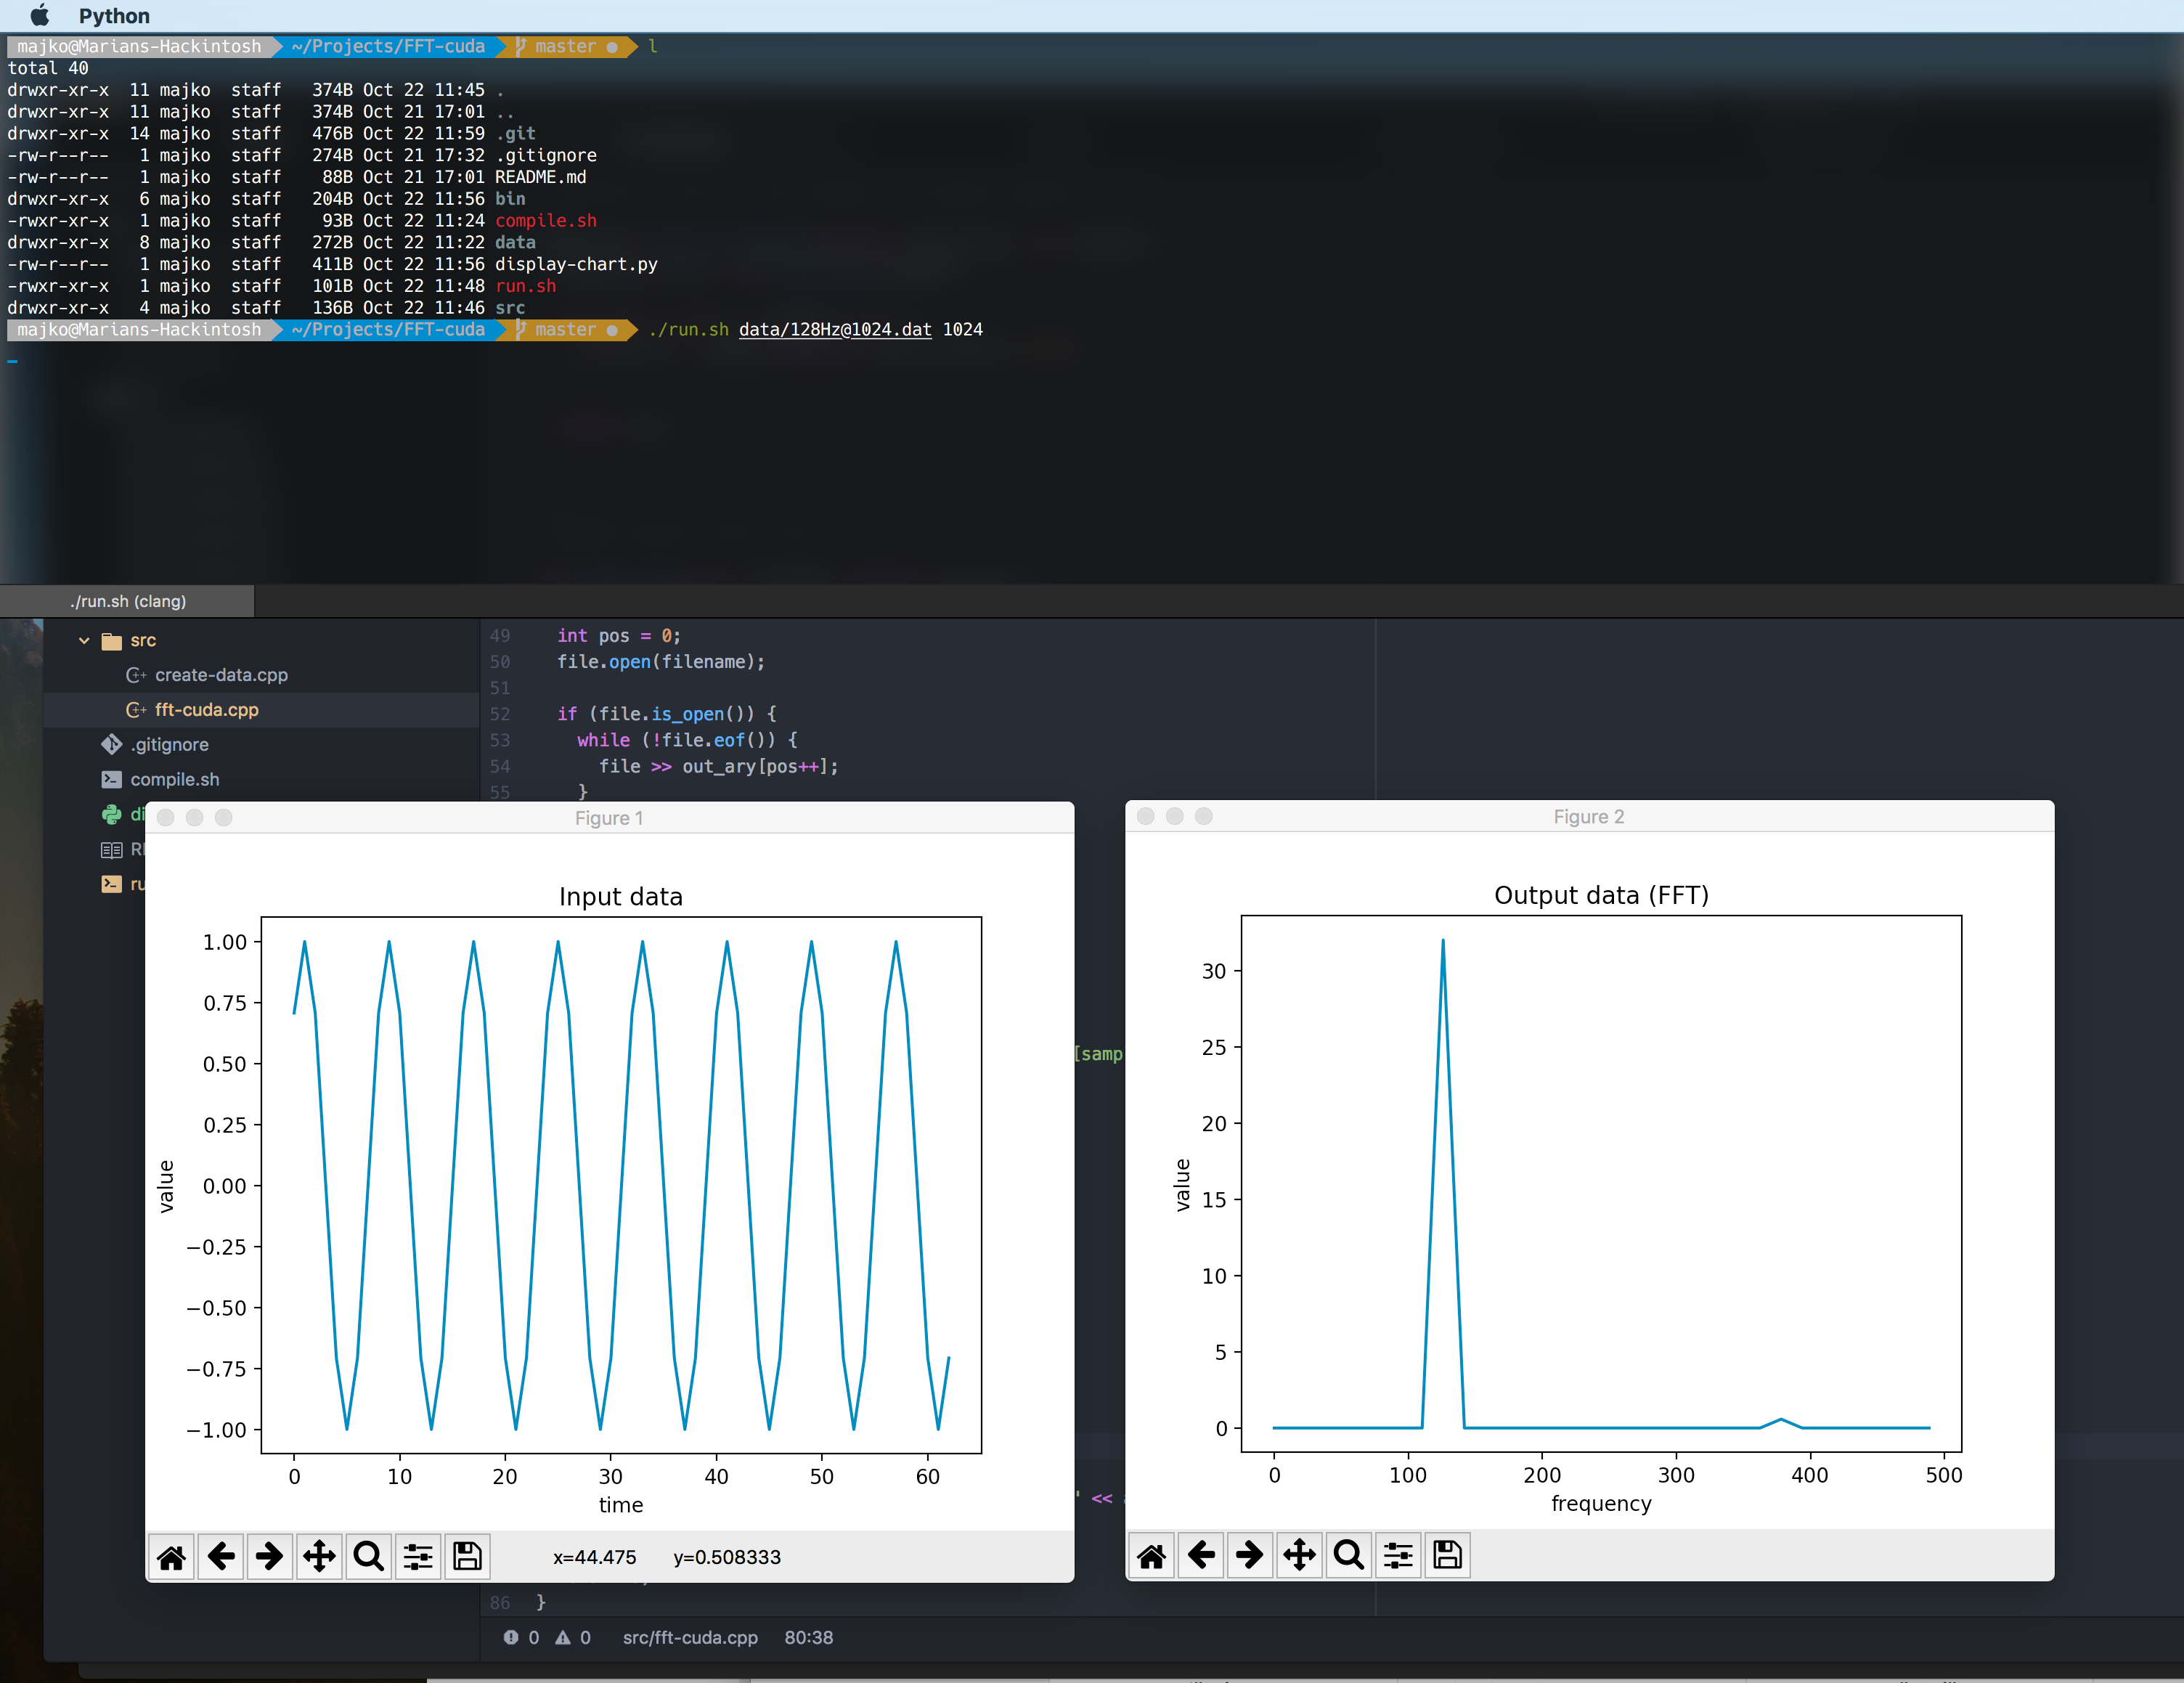 Python
majko@Marians-Hackintosh ~/Projects/FFT-cuda master ● l
total 40
drwxr-xr-x 11 majko staff 374B Oct 22 11:45 .
drwxr-xr-x 11 majko staff 374B Oct 21 17:01 ..
drwxr-xr-x 14 majko staff 476B Oct 22 11:59 .git
-rw-r--r-- 1 majko staff 274B Oct 21 17:32 .gitignore
-rw-r--r-- 1 majko staff 88B Oct 21 17:01 README.md
drwxr-xr-x 6 majko staff 204B Oct 22 11:56 bin
-rwxr-xr-x 1 majko staff 93B Oct 22 11:24 compile.sh
drwxr-xr-x 8 majko staff 272B Oct 22 11:22 data
-rw-r--r-- 1 majko staff 411B Oct 22 11:56 display-chart.py
-rwxr-xr-x 1 majko staff 101B Oct 22 11:48 run.sh
drwxr-xr-x 4 majko staff 136B Oct 22 11:46 src
majko@Marians-Hackintosh ~/Projects/FFT-cuda master ● ./run.sh data/128Hz@1024.dat 1024
./run.sh (clang)
src
create-data.cpp
fft-cuda.cpp
.gitignore
compile.sh
di
RI
ru
49 int pos = 0;
50 file.open(filename);
51
52 if (file.is_open()) {
53 while (!file.eof()) {
54 file >> out_ary[pos++];
55 }
[samp
' <<
86 }
0 0 src/fft-cuda.cpp 80:38
Figure 1
Input data
1.00
0.75
0.50
0.25
0.00
−0.25
−0.50
−0.75
−1.00
value
0 10 20 30 40 50 60
time
x=44.475 y=0.508333
Figure 2
Output data (FFT)
30
25
20
15
10
5
0
value
0 100 200 300 400 500
frequency